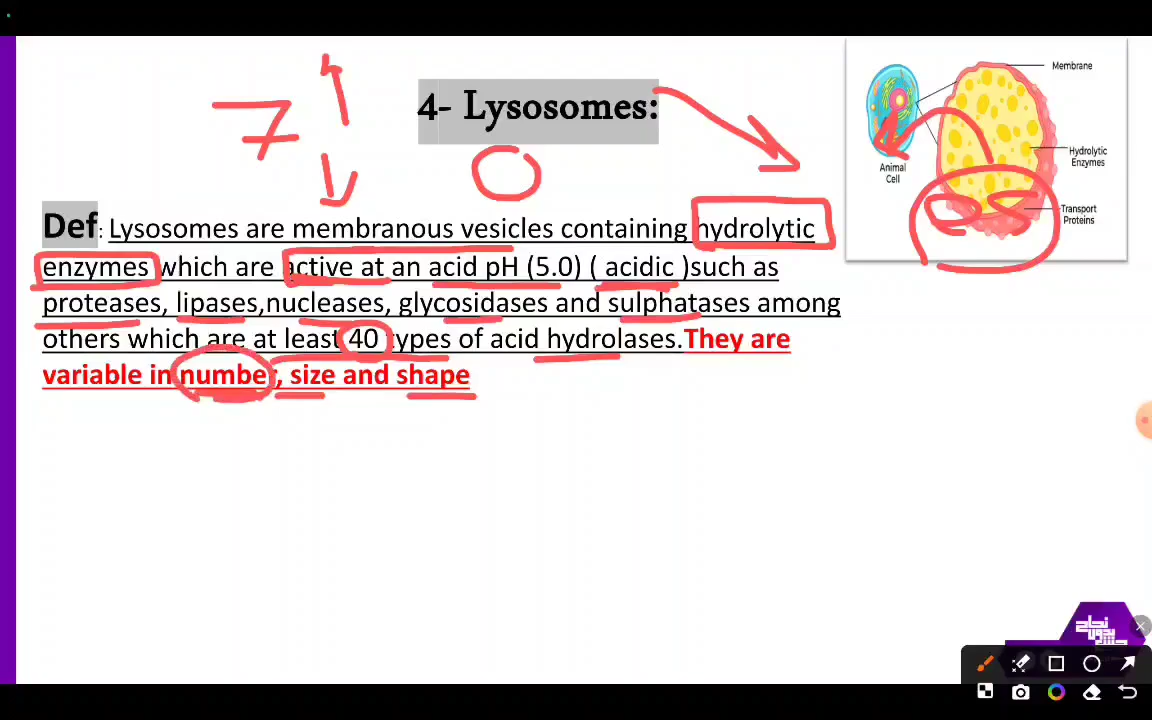 7
4- Lysosomes:
Membrane
Hydrolytic
Enzymes
Animal
Cell
Transport
Proteins
Def: Lysosomes are membranous vesicles containing hydrolytic
enzymes which are active at an acid pH (5.0) ( acidic )such as
proteases, lipases,nucleases, glycosidases and sulphatases among
others which are at least 40 types of acid hydrolases.They are
variable in number, size and shape